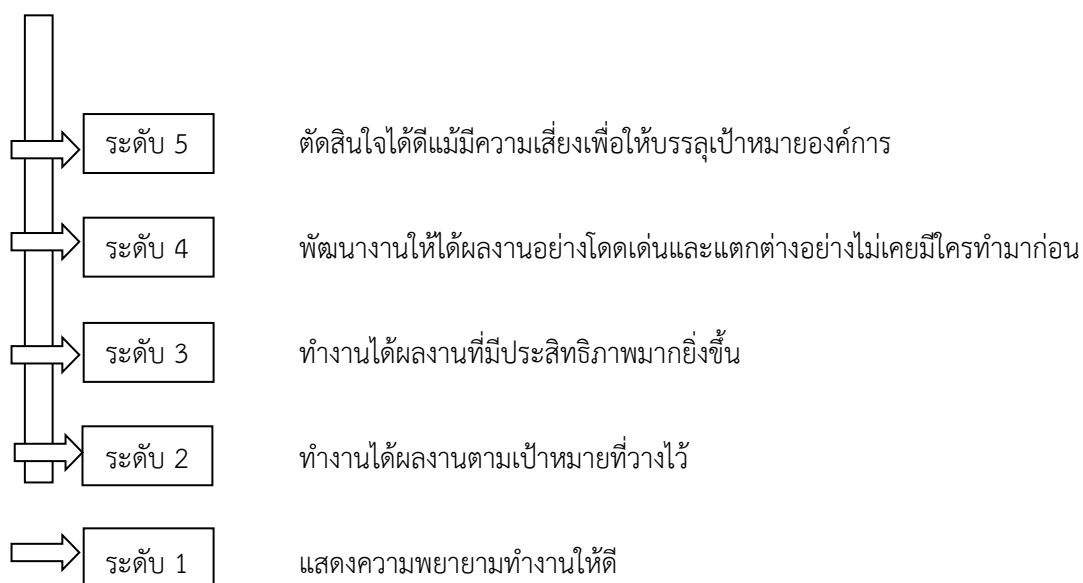 ระดับ 5 ตัดสินใจได้ดีแม้มีความเสี่ยงเพื่อให้บรรลุเป้าหมายองค์การ
ระดับ 4 พัฒนางานให้ได้ผลงานอย่างโดดเด่นและแตกต่างอย่างไม่เคยมีใครทำมาก่อน
ระดับ 3 ทำงานได้ผลงานที่มีประสิทธิภาพมากยิ่งขึ้น
ระดับ 2 ทำงานได้ผลงานตามเป้าหมายที่วางไว้
ระดับ 1 แสดงความพยายามทำงานให้ดี